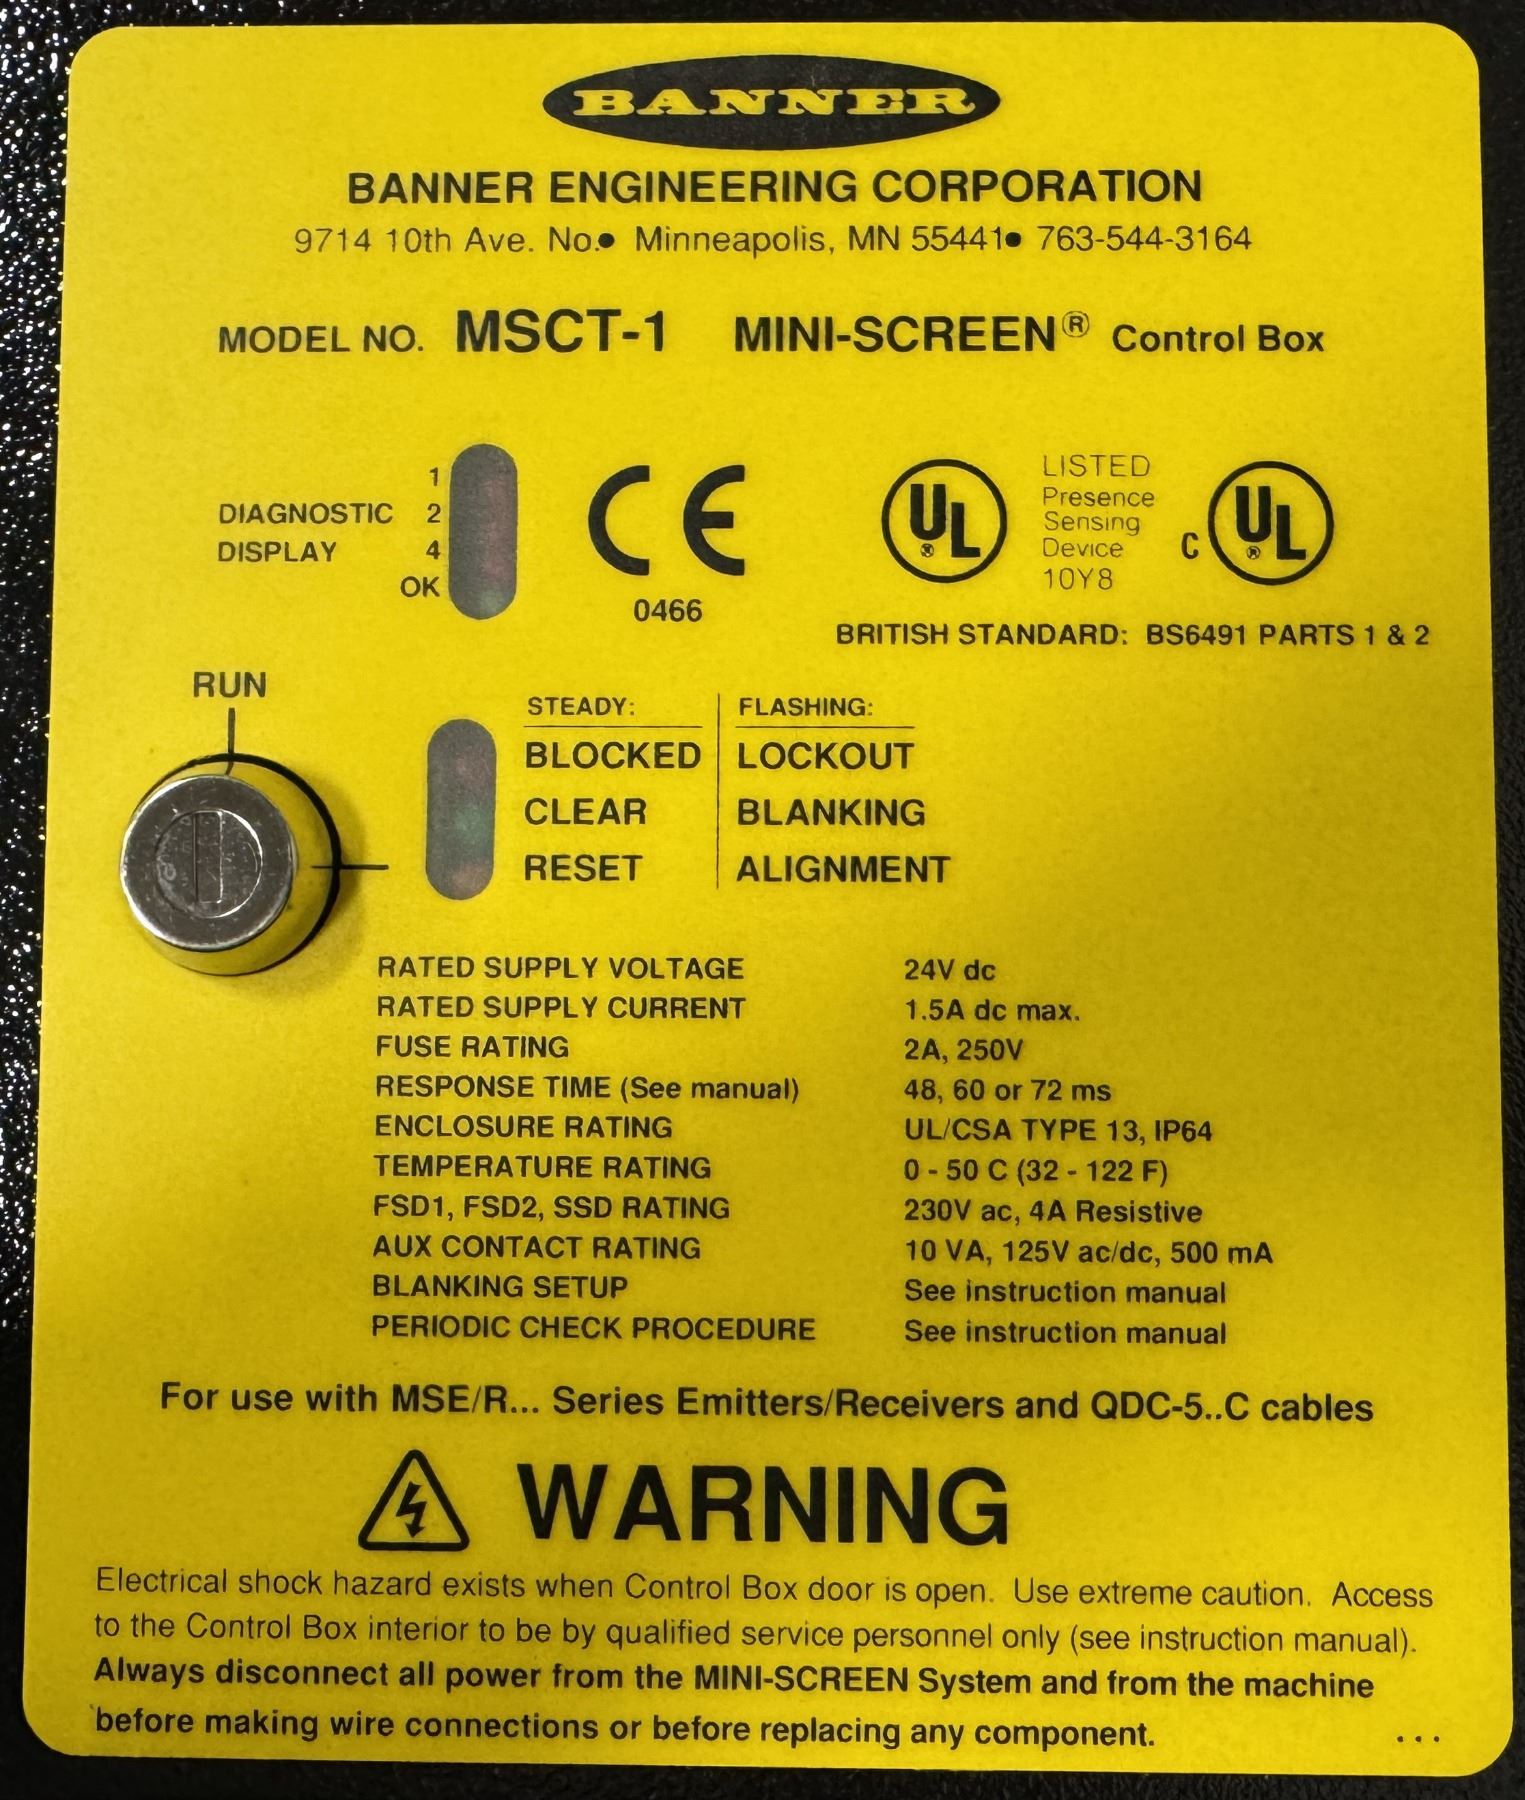 BANNER
BANNER ENGINEERING CORPORATION
9714 10th Ave. No.• Minneapolis, MN 55441• 763-544-3164
MODEL NO. MSCT-1 MINI-SCREEN® Control Box
DIAGNOSTIC
DISPLAY
1
2
4
OK
CE
0466
UL®
LISTED
Presence
Sensing
Device
10Y8
C UL®
BRITISH STANDARD: BS6491 PARTS 1 & 2
RUN
STEADY: FLASHING:
BLOCKED LOCKOUT
CLEAR BLANKING
RESET ALIGNMENT
RATED SUPPLY VOLTAGE 24V dc
RATED SUPPLY CURRENT 1.5A dc max.
FUSE RATING 2A, 250V
RESPONSE TIME (See manual) 48, 60 or 72 ms
ENCLOSURE RATING UL/CSA TYPE 13, IP64
TEMPERATURE RATING 0 - 50 C (32 - 122 F)
FSD1, FSD2, SSD RATING 230V ac, 4A Resistive
AUX CONTACT RATING 10 VA, 125V ac/dc, 500 mA
BLANKING SETUP See instruction manual
PERIODIC CHECK PROCEDURE See instruction manual
For use with MSE/R... Series Emitters/Receivers and QDC-5..C cables
WARNING
Electrical shock hazard exists when Control Box door is open. Use extreme caution. Access
to the Control Box interior to be by qualified service personnel only (see instruction manual).
Always disconnect all power from the MINI-SCREEN System and from the machine
before making wire connections or before replacing any component.
...